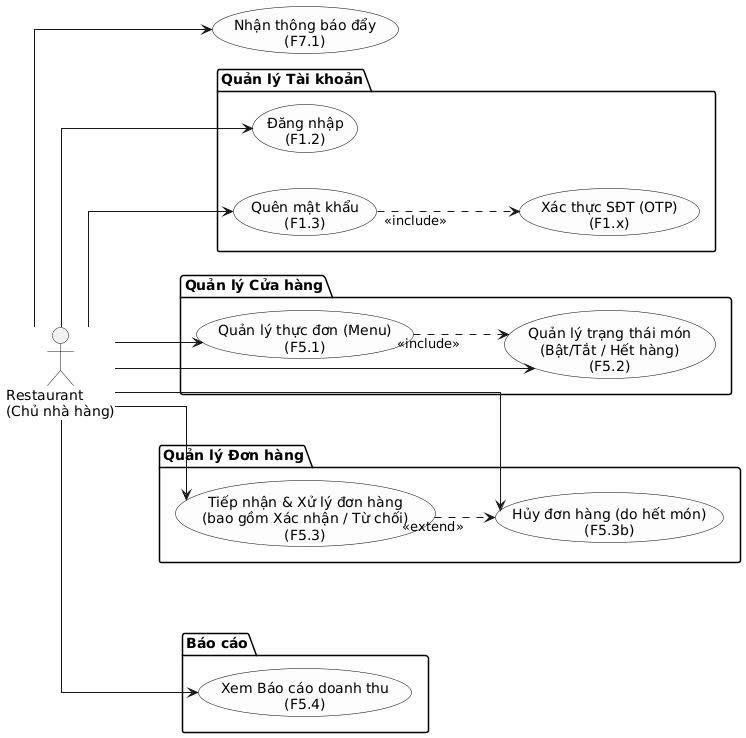 Nhận thông báo đẩy
(F7.1)
Quản lý Tài khoản
Đăng nhập
(F1.2)
Quên mật khẩu
(F1.3)
«include»
Xác thực SĐT (OTP)
(F1.x)
Quản lý Cửa hàng
Quản lý thực đơn (Menu)
(F5.1)
«include»
Quản lý trạng thái món
(Bật/Tắt / Hết hàng)
(F5.2)
Restaurant
(Chủ nhà hàng)
Quản lý Đơn hàng
Tiếp nhận & Xử lý đơn hàng
(bao gồm Xác nhận / Từ chối)
(F5.3)
«extend»
Hủy đơn hàng (do hết món)
(F5.3b)
Báo cáo
Xem Báo cáo doanh thu
(F5.4)